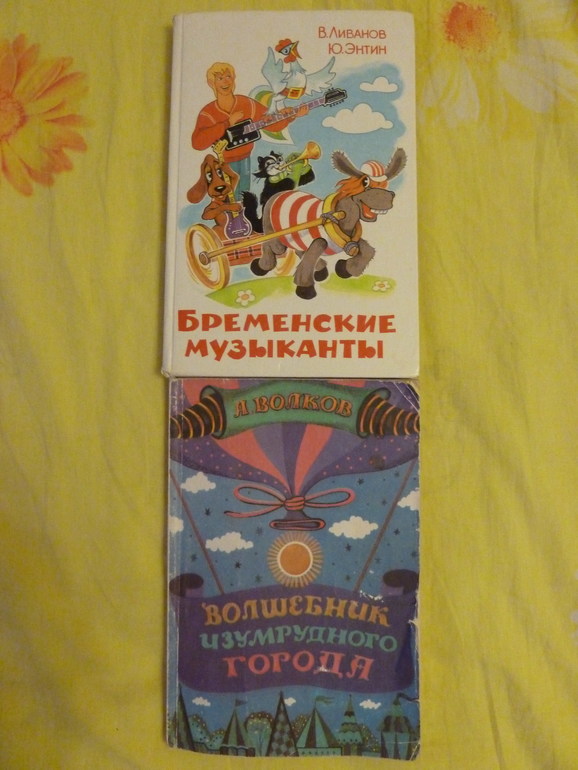 В. Ливанов
Ю. Энтин
Бременские
музыканты
А ВОЛКОВ
ВОЛШЕБНИК
ИЗУМРУДНОГО
ГОРОДА